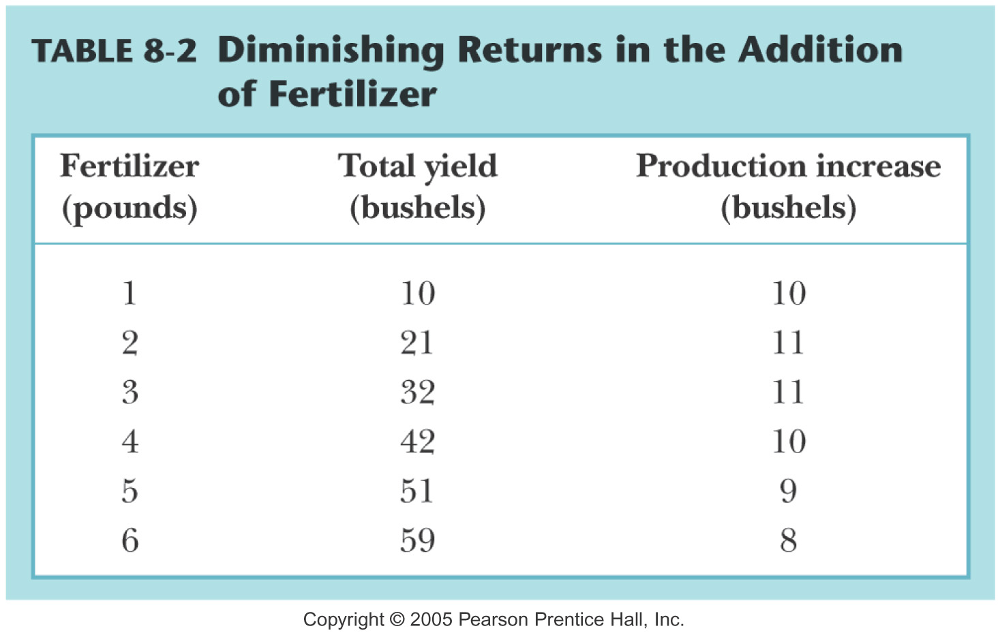 TABLE 8-2 Diminishing Returns in the Addition
of Fertilizer
Fertilizer Total yield Production increase
(pounds) (bushels) (bushels)
1 10 10
2 21 11
3 32 11
4 42 10
5 51 9
6 59 8
Copyright © 2005 Pearson Prentice Hall, Inc.